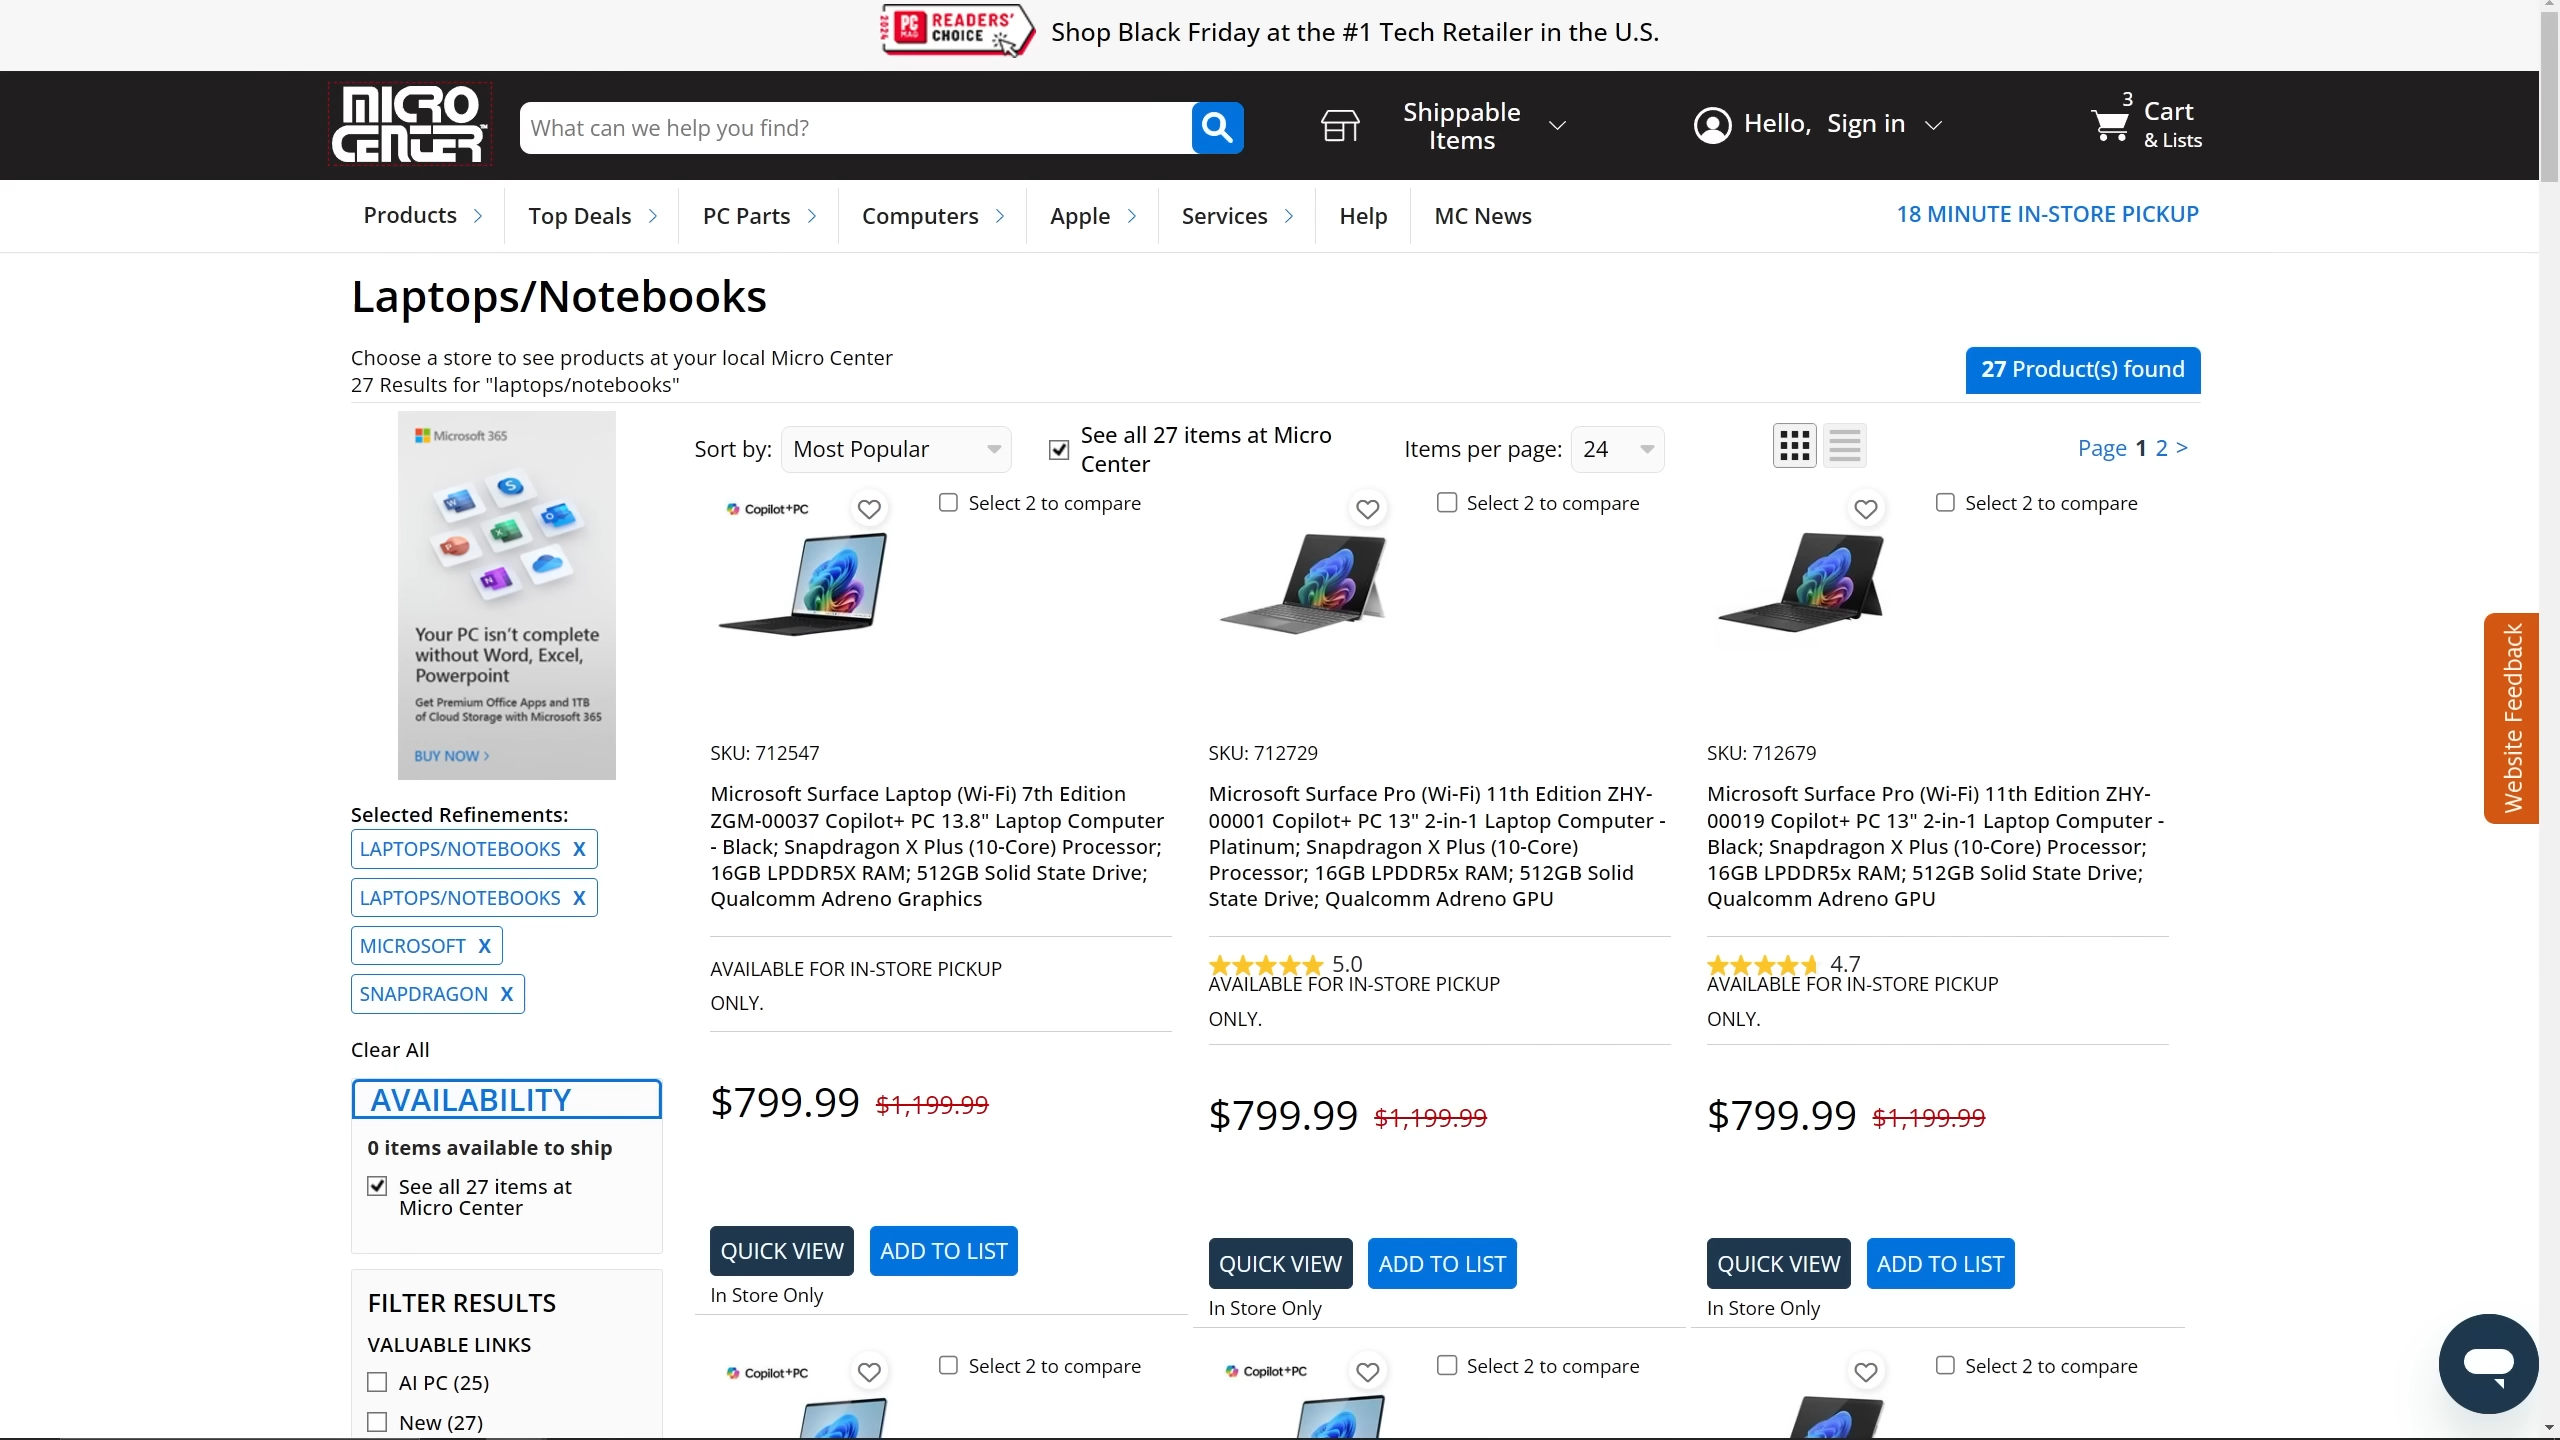 2024 PC MAG READERS' CHOICE
Shop Black Friday at the #1 Tech Retailer in the U.S.
MICRO CENTER
What can we help you find?
Shippable Items
Hello, Sign in
3 Cart & Lists
Products
Top Deals
PC Parts
Computers
Apple
Services
Help
MC News
18 MINUTE IN-STORE PICKUP
Laptops/Notebooks
Choose a store to see products at your local Micro Center
27 Results for "laptops/notebooks"
27 Product(s) found
Microsoft 365
Your PC isn't complete
without Word, Excel,
Powerpoint
Get Premium Office Apps and 1TB
of Cloud Storage with Microsoft 365
BUY NOW >
Selected Refinements:
LAPTOPS/NOTEBOOKS X
LAPTOPS/NOTEBOOKS X
MICROSOFT X
SNAPDRAGON X
Clear All
AVAILABILITY
0 items available to ship
See all 27 items at
Micro Center
FILTER RESULTS
VALUABLE LINKS
AI PC (25)
New (27)
Sort by: Most Popular
See all 27 items at Micro
Center
Items per page: 24
Page 1 2 >
Copilot+PC
Select 2 to compare
SKU: 712547
Microsoft Surface Laptop (Wi-Fi) 7th Edition
ZGM-00037 Copilot+ PC 13.8" Laptop Computer
- Black; Snapdragon X Plus (10-Core) Processor;
16GB LPDDR5X RAM; 512GB Solid State Drive;
Qualcomm Adreno Graphics
AVAILABLE FOR IN-STORE PICKUP
ONLY.
$799.99 $1,199.99
QUICK VIEW ADD TO LIST
In Store Only
Select 2 to compare
SKU: 712729
Microsoft Surface Pro (Wi-Fi) 11th Edition ZHY-
00001 Copilot+ PC 13" 2-in-1 Laptop Computer -
Platinum; Snapdragon X Plus (10-Core)
Processor; 16GB LPDDR5x RAM; 512GB Solid
State Drive; Qualcomm Adreno GPU
5.0
AVAILABLE FOR IN-STORE PICKUP
ONLY.
$799.99 $1,199.99
QUICK VIEW ADD TO LIST
In Store Only
Select 2 to compare
SKU: 712679
Microsoft Surface Pro (Wi-Fi) 11th Edition ZHY-
00019 Copilot+ PC 13" 2-in-1 Laptop Computer -
Black; Snapdragon X Plus (10-Core) Processor;
16GB LPDDR5x RAM; 512GB Solid State Drive;
Qualcomm Adreno GPU
4.7
AVAILABLE FOR IN-STORE PICKUP
ONLY.
$799.99 $1,199.99
QUICK VIEW ADD TO LIST
In Store Only
Copilot+PC
Select 2 to compare
Copilot+PC
Select 2 to compare
Select 2 to compare
Website Feedback